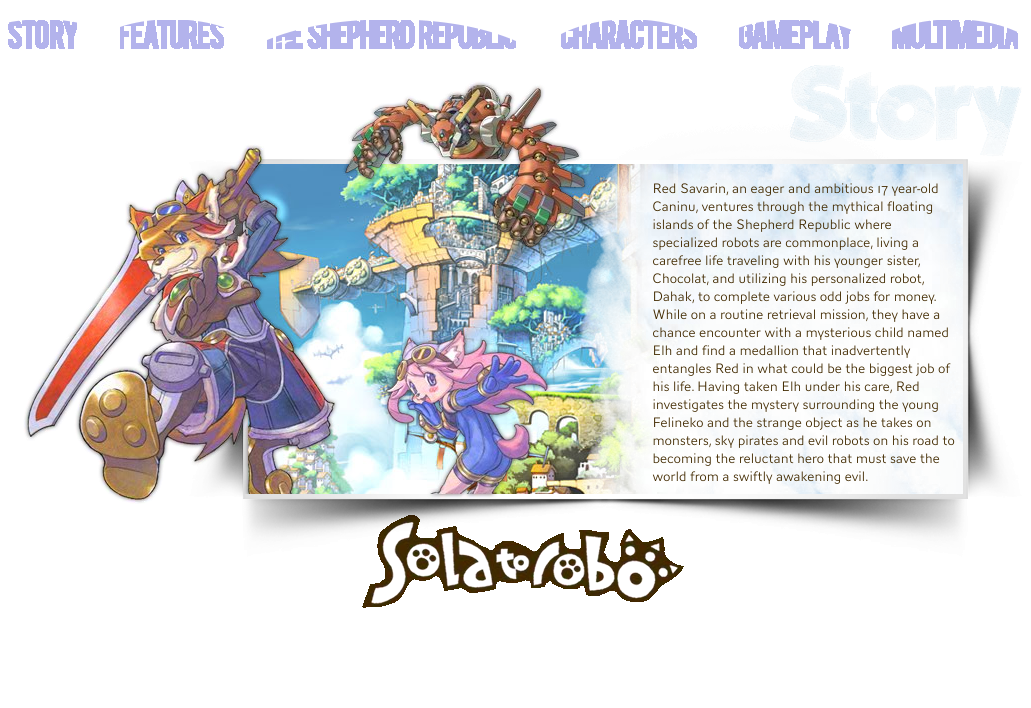 STORY FEATURES THE SHEPHERD REPUBLIC CHARACTERS GAMEPLAY MULTIMEDIA
Story
Red Savarin, an eager and ambitious 17 year-old
Caninu, ventures through the mythical floating
islands of the Shepherd Republic where
specialized robots are commonplace, living a
carefree life traveling with his younger sister,
Chocolat, and utilizing his personalized robot,
Dahak, to complete various odd jobs for money.
While on a routine retrieval mission, they have a
chance encounter with a mysterious child named
Elh and find a medallion that inadvertently
entangles Red in what could be the biggest job of
his life. Having taken Elh under his care, Red
investigates the mystery surrounding the young
Felineko and the strange object as he takes on
monsters, sky pirates and evil robots on his road to
becoming the reluctant hero that must save the
world from a swiftly awakening evil.
Solatorobo